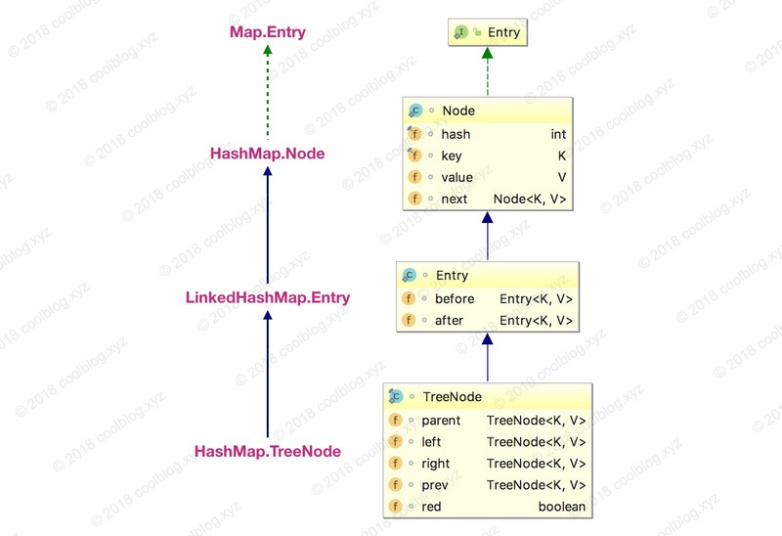 Map.Entry
HashMap.Node
LinkedHashMap.Entry
HashMap.TreeNode
I Entry
C Node
f hash int
f key K
f value V
f next Node<K, V>
C Entry
f before Entry<K, V>
f after Entry<K, V>
C TreeNode
f parent TreeNode<K, V>
f left TreeNode<K, V>
f right TreeNode<K, V>
f prev TreeNode<K, V>
f red boolean
© 2018 coolblog.xyz